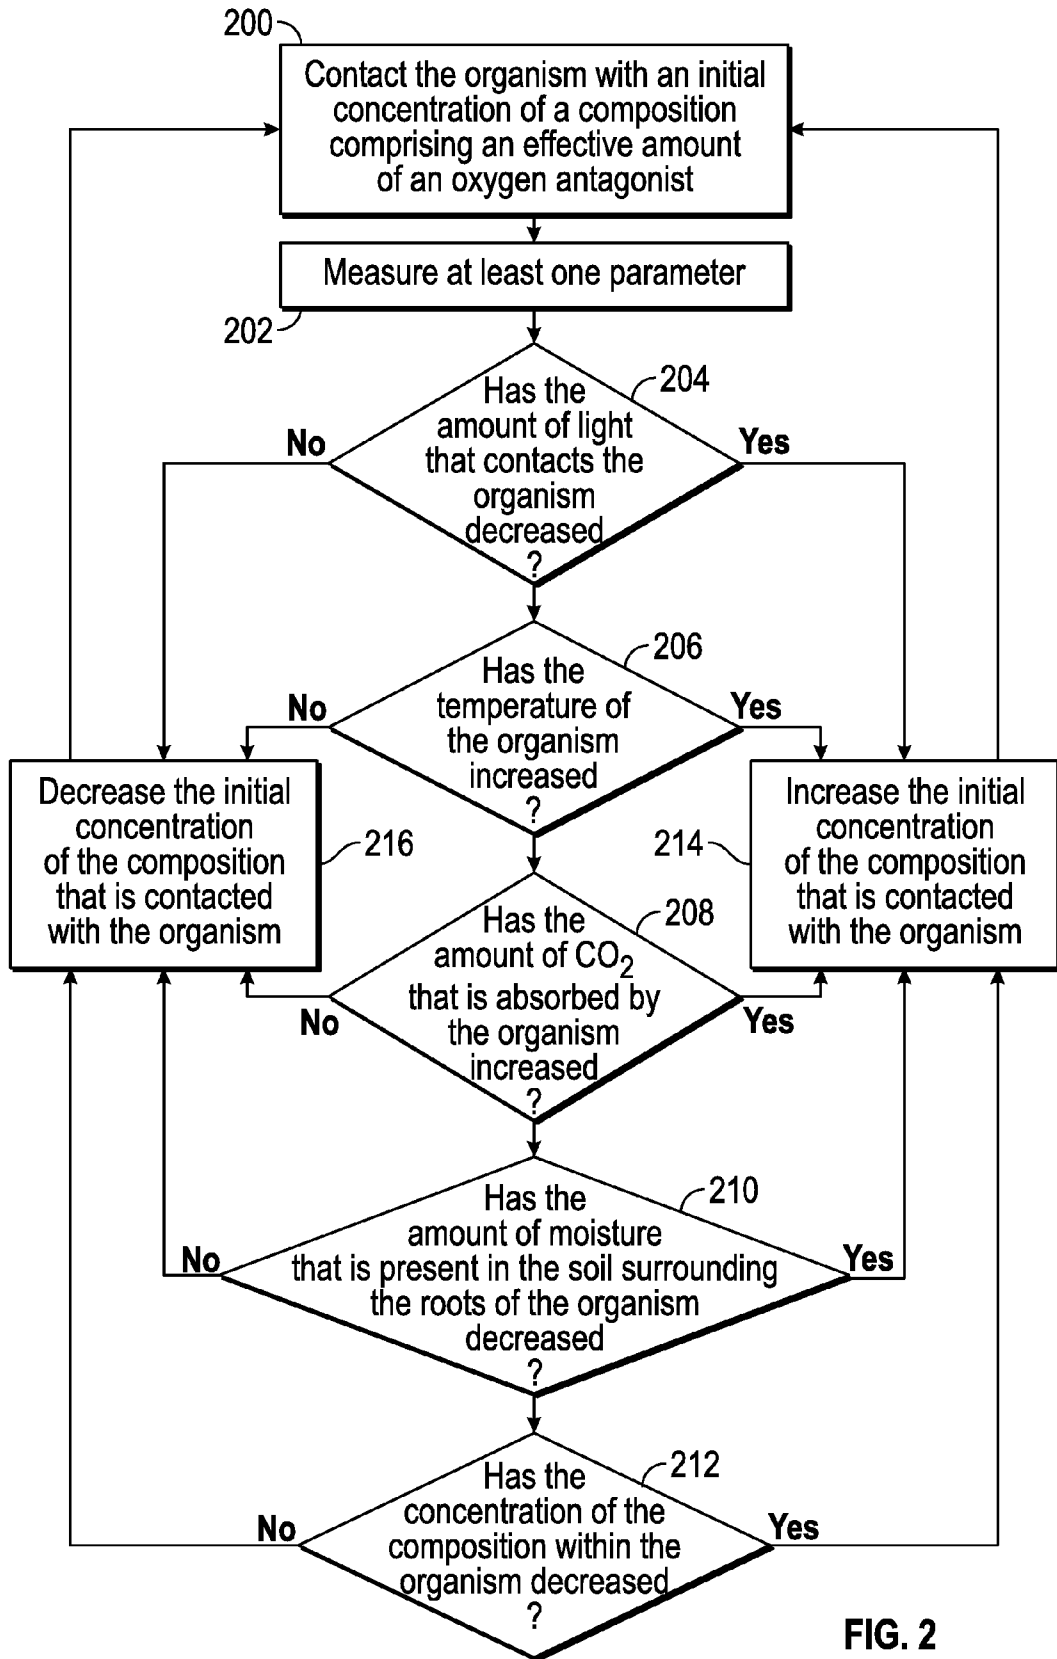 200
Contact the organism with an initial
concentration of a composition
comprising an effective amount
of an oxygen antagonist
Measure at least one parameter
202
204
Has the
amount of light
that contacts the
organism
decreased
?
No
Yes
206
Has the
temperature of
the organism
increased
?
No
Yes
Decrease the initial
concentration
of the composition
that is contacted
with the organism
216
214
Increase the initial
concentration
of the composition
that is contacted
with the organism
208
Has the
amount of CO2
that is absorbed by
the organism
increased
?
No
Yes
210
Has the
amount of moisture
that is present in the soil surrounding
the roots of the organism
decreased
?
No
Yes
212
Has the
concentration of the
composition within the
organism decreased
?
No
Yes
FIG. 2